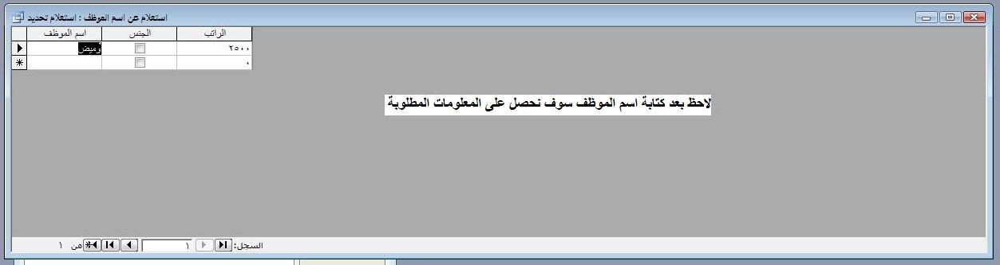 استعلام عن اسم الموظف : استعلام تحديد
اسم الموظف الجنس الراتب
وميض ٢٥٠٠
٠
لاحظ بعد كتابة اسم الموظف سوف نحصل على المعلومات المطلوبة
السجل: ١ من ١